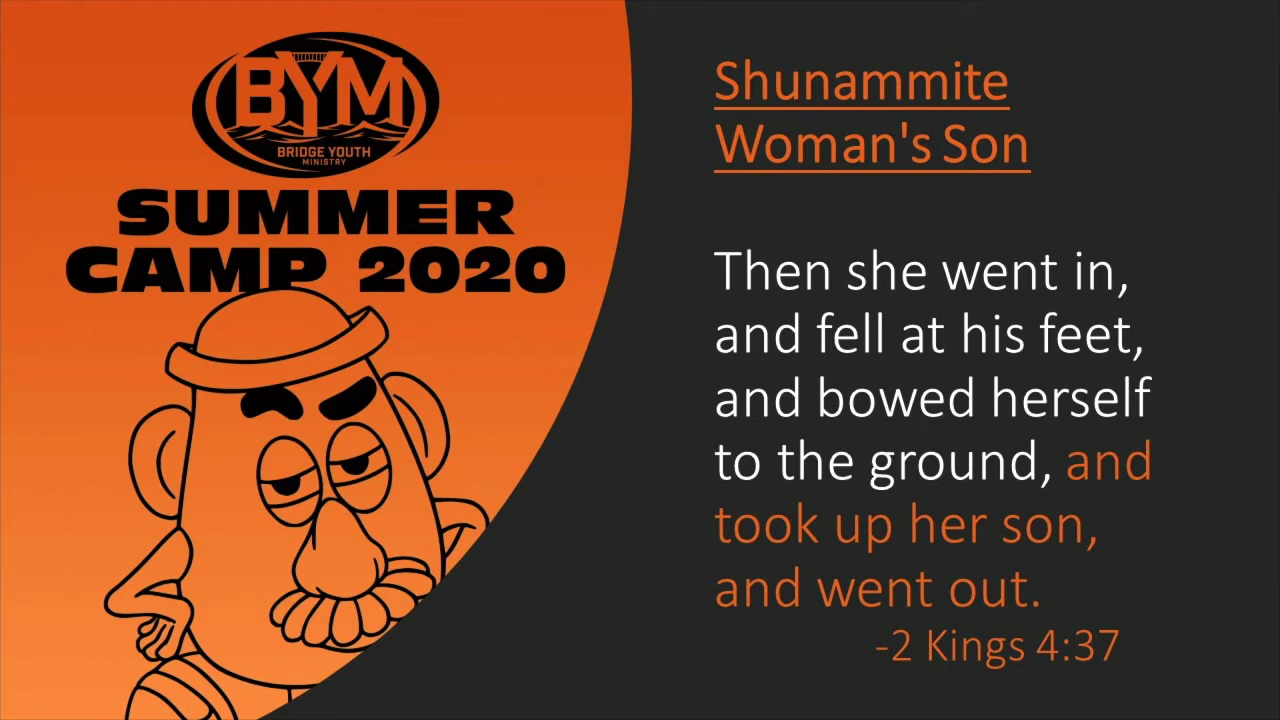 BYM
BRIDGE YOUTH
MINISTRY
SUMMER
CAMP 2020
Shunammite
Woman's Son
Then she went in,
and fell at his feet,
and bowed herself
to the ground, and
took up her son,
and went out.
-2 Kings 4:37